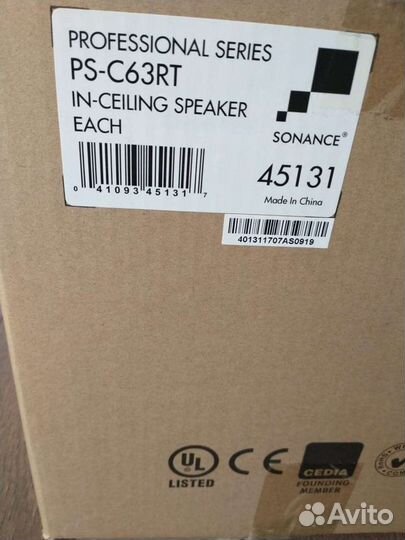 PROFESSIONAL SERIES
PS-C63RT
IN-CEILING SPEAKER
EACH
SONANCE®
0 41093 45131 7
45131
Made In China
401311707AS0919
UL
LISTED
CE
CEDIA
FOUNDING
MEMBER
Avito